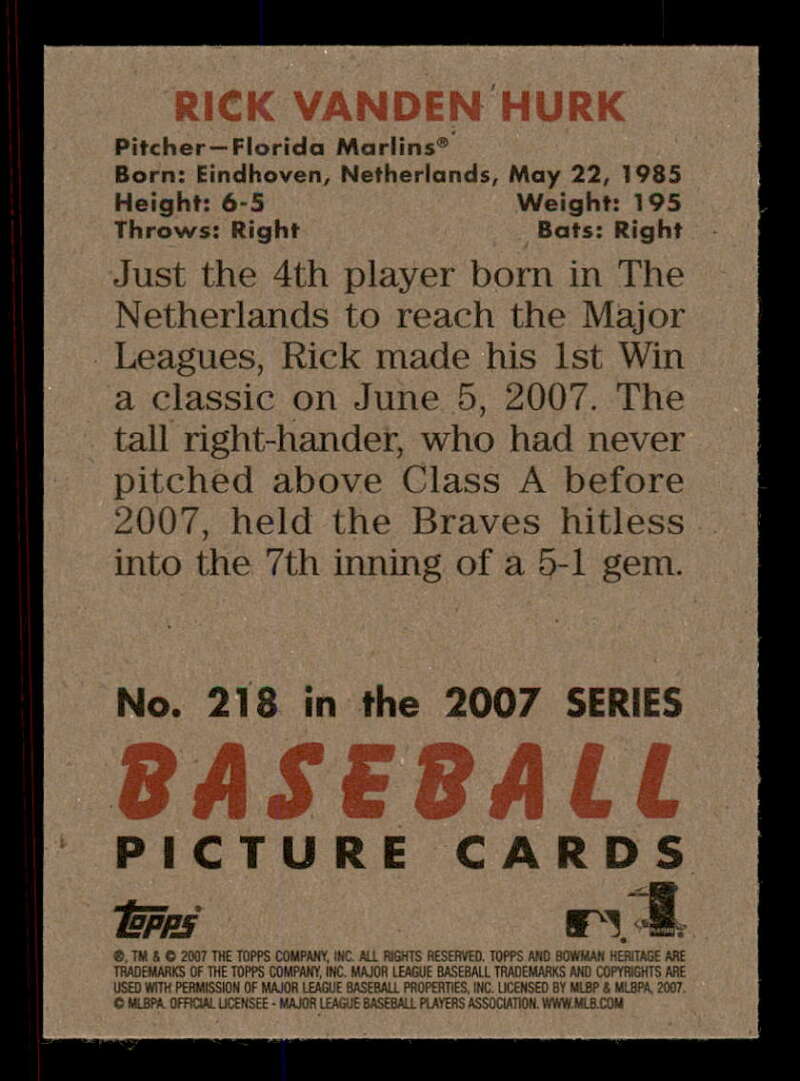 RICK VANDEN HURK
Pitcher—Florida Marlins®
Born: Eindhoven, Netherlands, May 22, 1985
Height: 6-5 Weight: 195
Throws: Right Bats: Right
Just the 4th player born in The
Netherlands to reach the Major
Leagues, Rick made his 1st Win
a classic on June 5, 2007. The
tall right-hander, who had never
pitched above Class A before
2007, held the Braves hitless
into the 7th inning of a 5-1 gem.
No. 218 in the 2007 SERIES
BASEBALL
PICTURE CARDS
Topps
®, TM & © 2007 THE TOPPS COMPANY, INC. ALL RIGHTS RESERVED. TOPPS AND BOWMAN HERITAGE ARE
TRADEMARKS OF THE TOPPS COMPANY, INC. MAJOR LEAGUE BASEBALL TRADEMARKS AND COPYRIGHTS ARE
USED WITH PERMISSION OF MAJOR LEAGUE BASEBALL PROPERTIES, INC. LICENSED BY MLBP & MLBPA, 2007.
© MLBPA. OFFICIAL LICENSEE - MAJOR LEAGUE BASEBALL PLAYERS ASSOCIATION. WWW.MLB.COM